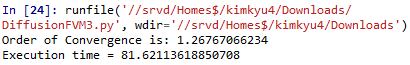 In [24]: runfile('//srvd/Homes$/kimkyu4/Downloads/
DiffusionFVM3.py', wdir='//srvd/Homes$/kimkyu4/Downloads')
Order of Convergence is: 1.26767066234
Execution time = 81.62113618850708